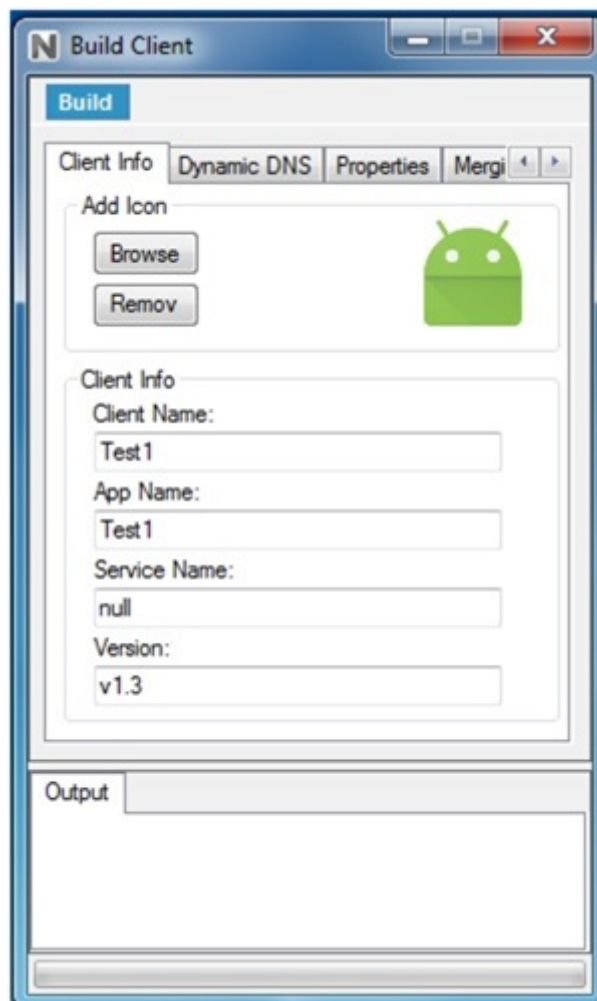 N Build Client
Build
Client Info Dynamic DNS Properties Mergi
Add Icon
Browse
Remov
Client Info
Client Name:
Test1
App Name:
Test1
Service Name:
null
Version:
v1.3
Output